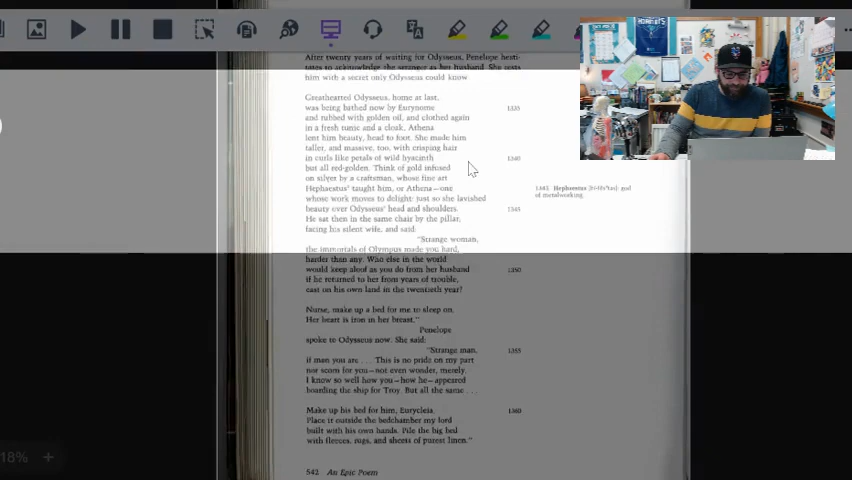 After twenty years of waiting for Odysseus, Penelope hesi-
tates to acknowledge the stranger as her husband. She tests
him with a secret only Odysseus could know.
Greathearted Odysseus, home at last,
was being bathed now by Eurynome
1335
and rubbed with golden oil, and clothed again
in a fresh tunic and a cloak. Athena
lent him beauty, head to foot. She made him
taller, and massive, too, with crisping hair
in curls like petals of wild hyacinth
1340
but all red-golden. Think of gold infused
on silver by a craftsman, whose fine art
Hephaestus taught him, or Athena—one
whose work moves to delight: just so she lavished
beauty over Odysseus' head and shoulders.
1345
He sat then in the same chair by the pillar,
facing his silent wife, and said:
"Strange woman,
the immortals of Olympus made you hard,
harder than any. Who else in the world
would keep aloof as you do from her husband
1350
if he returned to her from years of trouble,
cast on his own land in the twentieth year?
Nurse, make up a bed for me to sleep on.
Her heart is iron in her breast."
Penelope
spoke to Odysseus now. She said:
"Strange man,
1355
if man you are . . . This is no pride on my part
nor scorn for you—not even wonder, merely.
I know so well how you—how he—appeared
boarding the ship for Troy. But all the same . . .
Make up his bed for him, Eurycleia.
1360
Place it outside the bedchamber my lord
built with his own hands. Pile the big bed
with fleeces, rugs, and sheets of purest linen."
Hephaestus
god
of metalworking.
542 An Epic Poem
18%